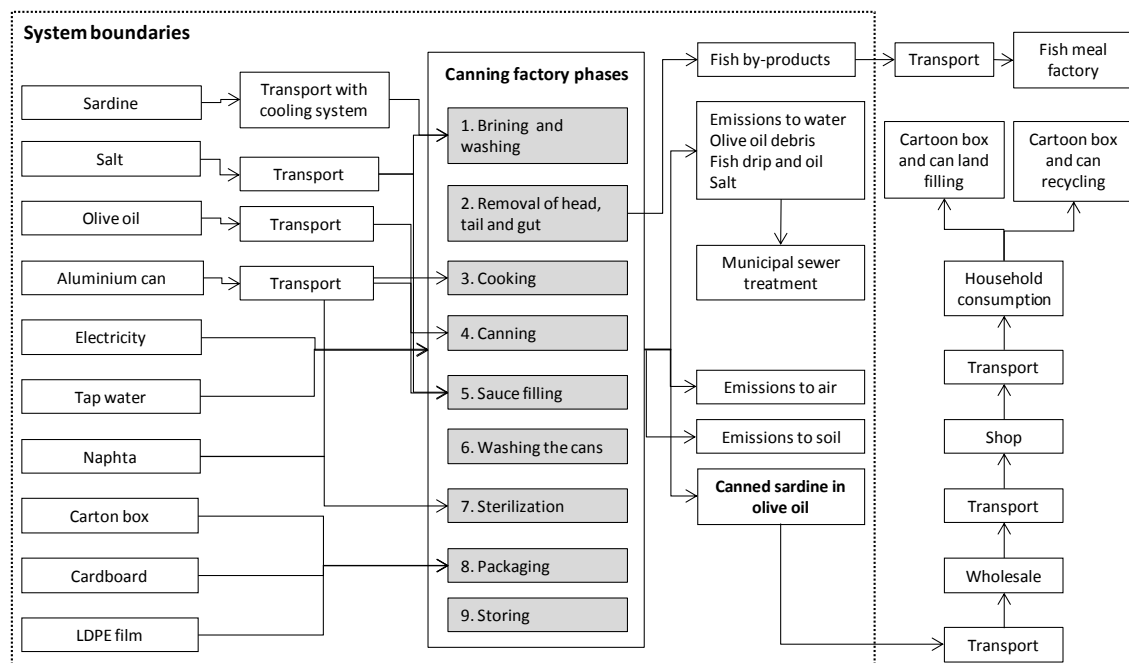 System boundaries
Sardine
Salt
Olive oil
Aluminium can
Electricity
Tap water
Naphta
Carton box
Cardboard
LDPE film
Transport with
cooling system
Transport
Transport
Transport
Canning factory phases
1. Brining and
washing
2. Removal of head,
tail and gut
3. Cooking
4. Canning
5. Sauce filling
6. Washing the cans
7. Sterilization
8. Packaging
9. Storing
Fish by-products
Emissions to water
Olive oil debris
Fish drip and oil
Salt
Municipal sewer
treatment
Emissions to air
Emissions to soil
Canned sardine in
olive oil
Transport
Fish meal
factory
Cartoon box
and can land
filling
Cartoon box
and can
recycling
Household
consumption
Transport
Shop
Transport
Wholesale
Transport